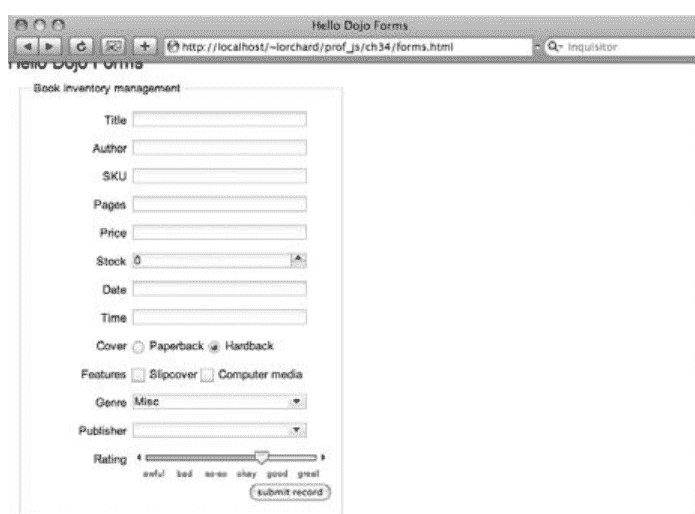 Hello Dojo Forms
http://localhost/~lorchard/prof_js/ch34/forms.html
Inquisitor
Hello Dojo Forms
Book inventory management
Title
Author
SKU
Pages
Price
Stock 0
Date
Time
Cover Paperback Hardback
Features Slipcover Computer media
Genre Misc
Publisher
Rating
awful bad so-so okay good great
submit record